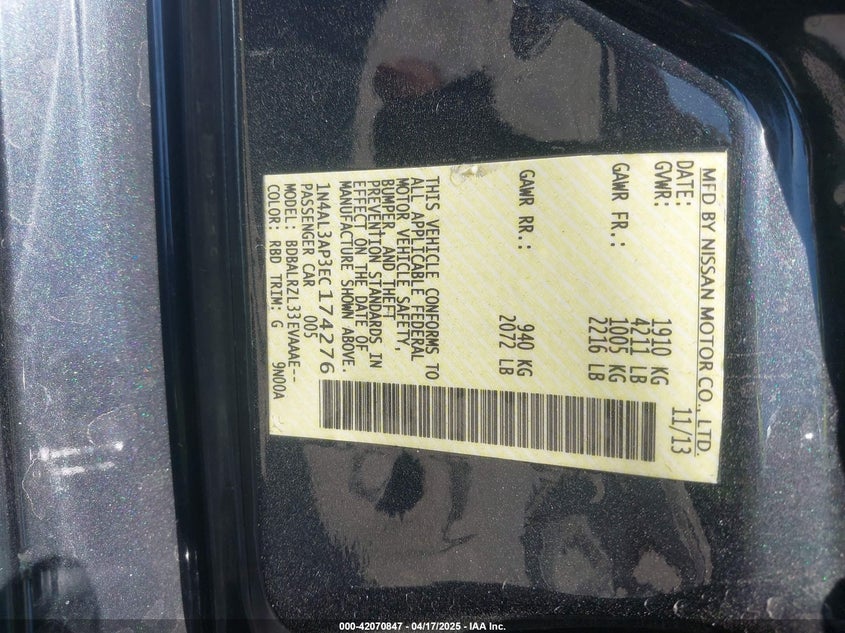 MFD BY NISSAN MOTOR CO., LTD.
DATE: 11/13
GVWR: 1910 KG
4211 LB
GAWR FR.: 1005 KG
2216 LB
GAWR RR.: 940 KG
2072 LB
THIS VEHICLE CONFORMS TO
ALL APPLICABLE FEDERAL
MOTOR VEHICLE SAFETY,
BUMPER, AND THEFT
PREVENTION STANDARDS IN
EFFECT ON THE DATE OF
MANUFACTURE SHOWN ABOVE.
1N4AL3AP3EC174276
PASSENGER CAR 005
MODEL: BDBALRZL33EVAAAE--
COLOR: RBD TRIM: G 9N00A
000-42070847 - 04/17/2025 - IAA Inc.